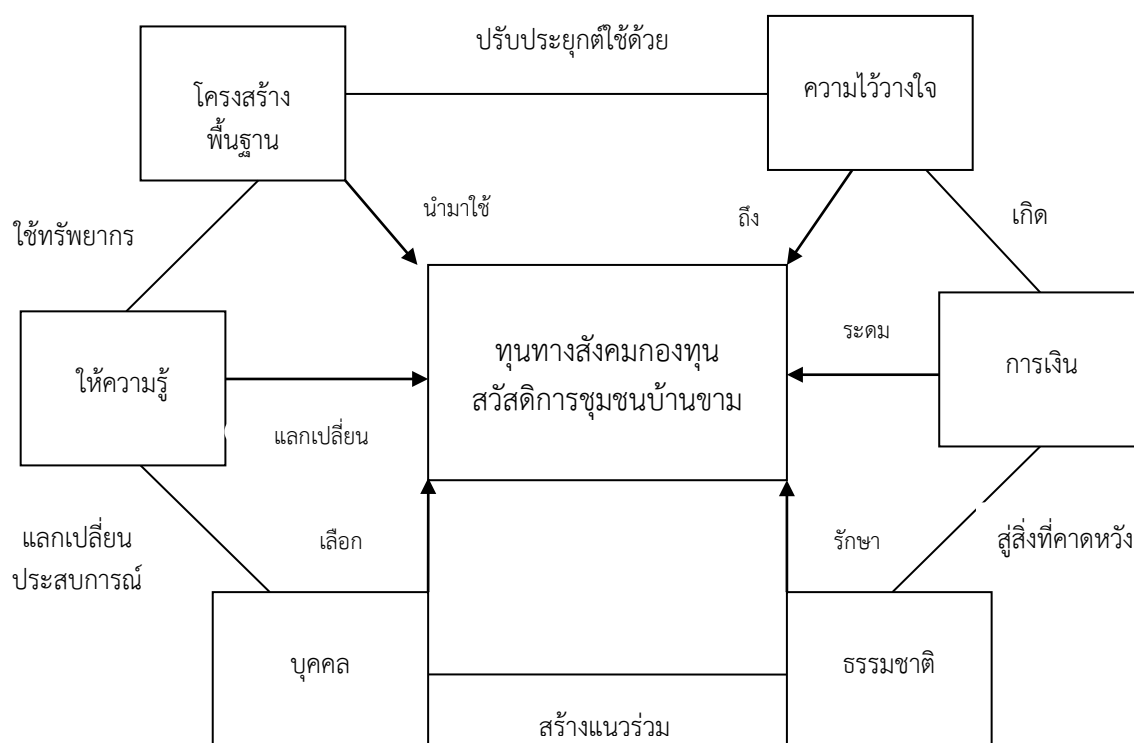 ปรับประยุกต์ใช้ด้วย
โครงสร้าง
พื้นฐาน
ความไว้วางใจ
นำมาใช้
ถึง
เกิด
ใช้ทรัพยากร
ทุนทางสังคมกองทุน
สวัสดิการชุมชนบ้านขาม
ระดม
ให้ความรู้
การเงิน
แลกเปลี่ยน
แลกเปลี่ยน
ประสบการณ์
เลือก
รักษา
สู่สิ่งที่คาดหวัง
บุคคล
ธรรมชาติ
สร้างแนวร่วม